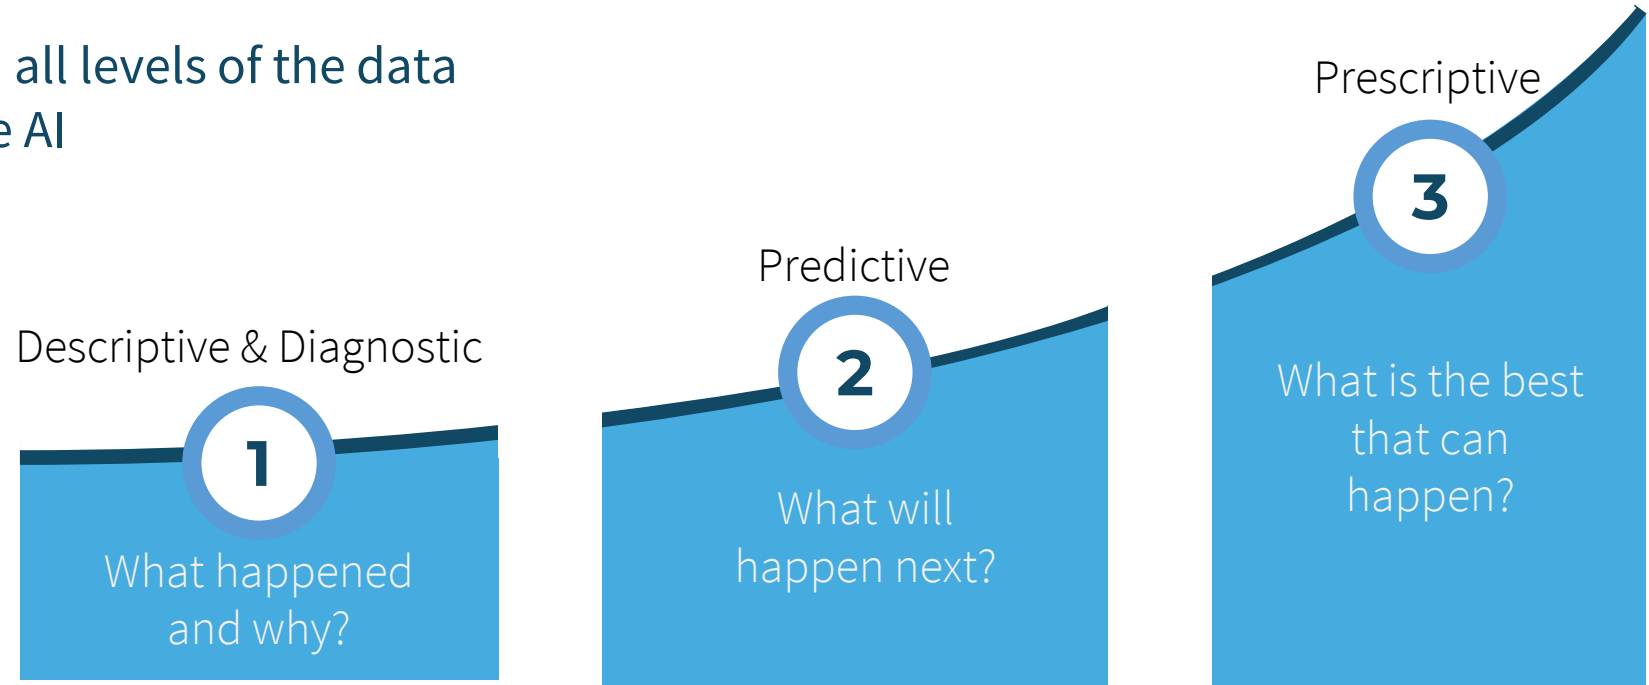 all levels of the data
e AI
Descriptive & Diagnostic
1
What happened
and why?
Predictive
2
What will
happen next?
Prescriptive
3
What is the best
that can
happen?